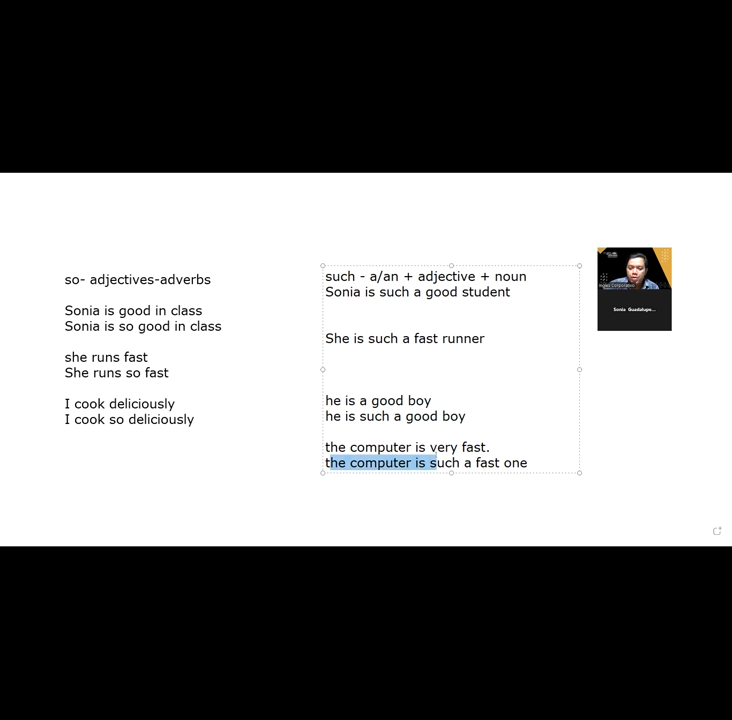 so- adjectives-adverbs
Sonia is good in class
Sonia is so good in class
she runs fast
She runs so fast
I cook deliciously
I cook so deliciously
such - a/an + adjective + noun
Sonia is such a good student
She is such a fast runner
he is a good boy
he is such a good boy
the computer is very fast.
the computer is such a fast one
Sonia Guadalupe...